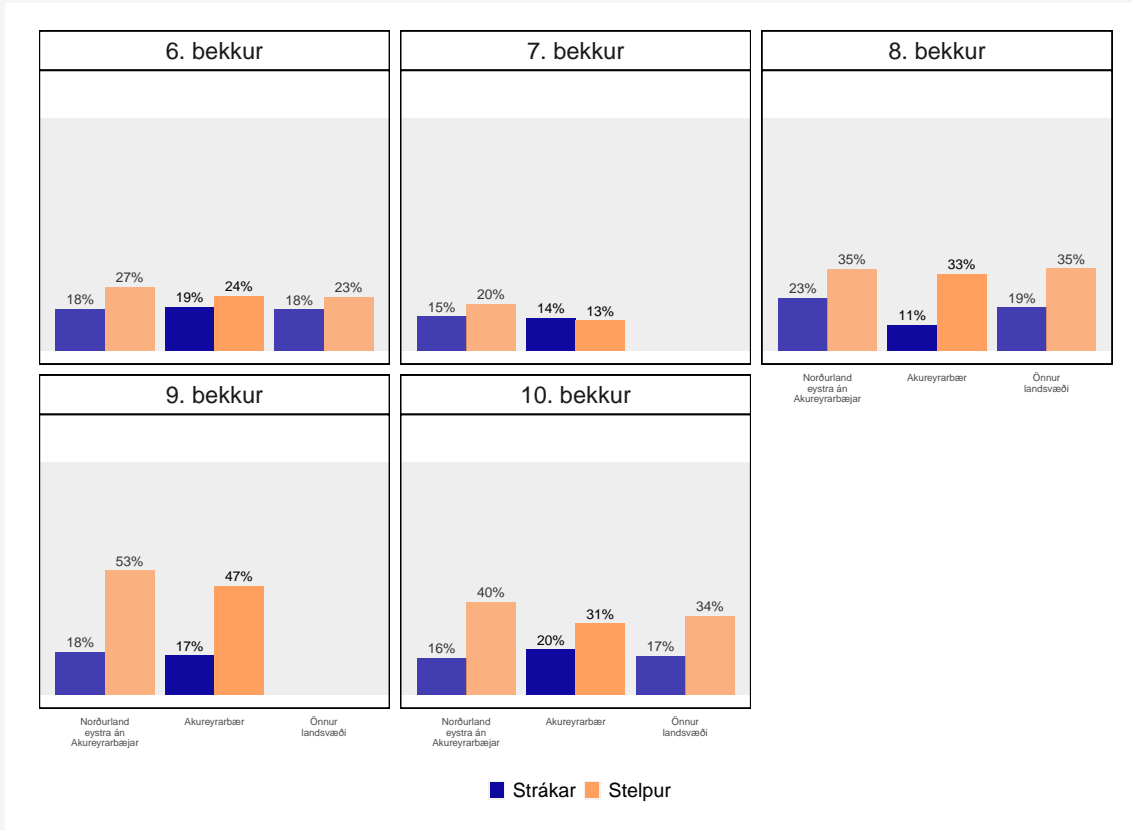 6. bekkur
7. bekkur
8. bekkur
18%
27%
19%
24%
18%
23%
15%
20%
14%
13%
23%
35%
11%
33%
19%
35%
Norðurland
eystra án
Akureyrarbæjar
Akureyrarbær
Önnur
landsvæði
9. bekkur
10. bekkur
18%
53%
17%
47%
16%
40%
20%
31%
17%
34%
Norðurland
eystra án
Akureyrarbæjar
Akureyrarbær
Önnur
landsvæði
Norðurland
eystra án
Akureyrarbæjar
Akureyrarbær
Önnur
landsvæði
Strákar Stelpur